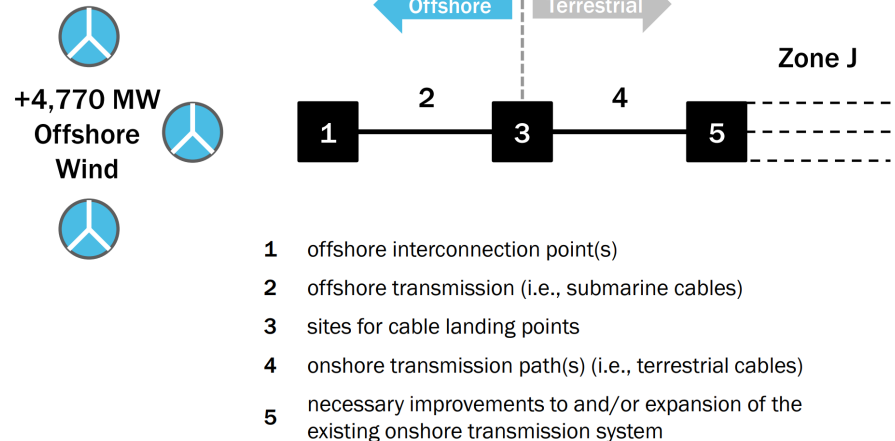 Offshore
Terrestrial
Zone J
+4,770 MW
Offshore
Wind
2
4
1
3
5
1 offshore interconnection point(s)
2 offshore transmission (i.e., submarine cables)
3 sites for cable landing points
4 onshore transmission path(s) (i.e., terrestrial cables)
5 necessary improvements to and/or expansion of the
existing onshore transmission system